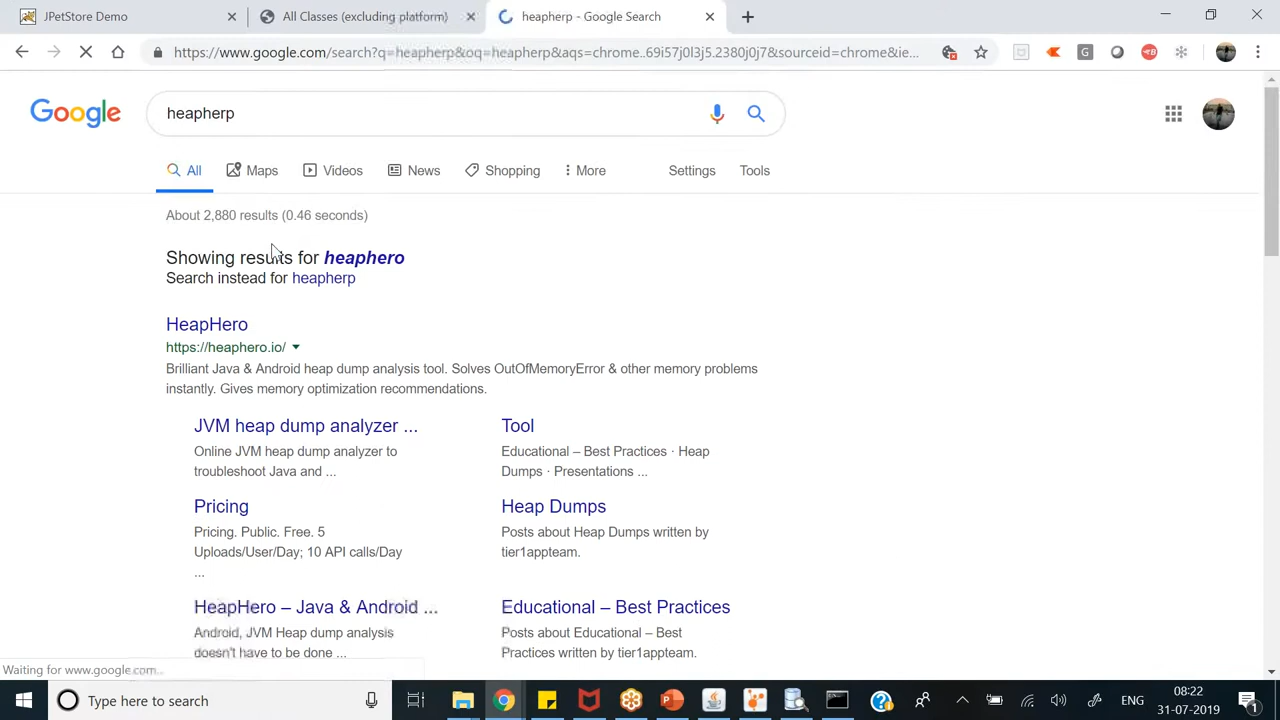 JPetStore Demo
All Classes (excluding platform)
heapherp - Google Search
https://www.google.com/search?q=heapherp&oq=heapherp&aqs=chrome..69i57j0l3j5.2380j0j7&sourceid=chrome&ie...
Google
heapherp
All Maps Videos News Shopping More Settings Tools
About 2,880 results (0.46 seconds)
Showing results for heaphero
Search instead for heapherp
HeapHero
https://heaphero.io/
Brilliant Java & Android heap dump analysis tool. Solves OutOfMemoryError & other memory problems
instantly. Gives memory optimization recommendations.
JVM heap dump analyzer ...
Online JVM heap dump analyzer to
troubleshoot Java and ...
Tool
Educational – Best Practices · Heap
Dumps · Presentations ...
Pricing
Pricing. Public. Free. 5
Uploads/User/Day; 10 API calls/Day
...
Heap Dumps
Posts about Heap Dumps written by
tier1appteam.
HeapHero – Java & Android ...
Android, JVM Heap dump analysis
doesn't have to be done ...
Educational – Best Practices
Posts about Educational – Best
Practices written by tier1appteam.
Waiting for www.google.com...
Type here to search
ENG
08:22
31-07-2019
1